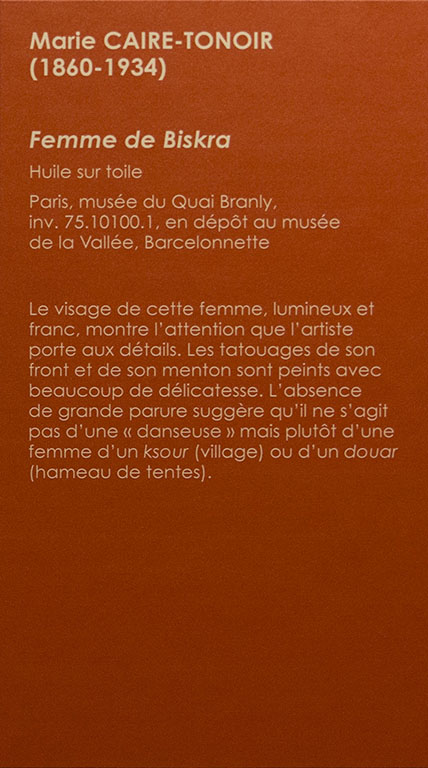 Marie CAIRE-TONOIR
(1860-1934)
Femme de Biskra
Huile sur toile
Paris, musée du Quai Branly,
inv. 75.10100.1, en dépôt au musée
de la Vallée, Barcelonnette
Le visage de cette femme, lumineux et
franc, montre l'attention que l'artiste
porte aux détails. Les tatouages de son
front et de son menton sont peints avec
beaucoup de délicatesse. L'absence
de grande parure suggère qu'il ne s'agit
pas d'une « danseuse » mais plutôt d'une
femme d'un ksour (village) ou d'un douar
(hameau de tentes).